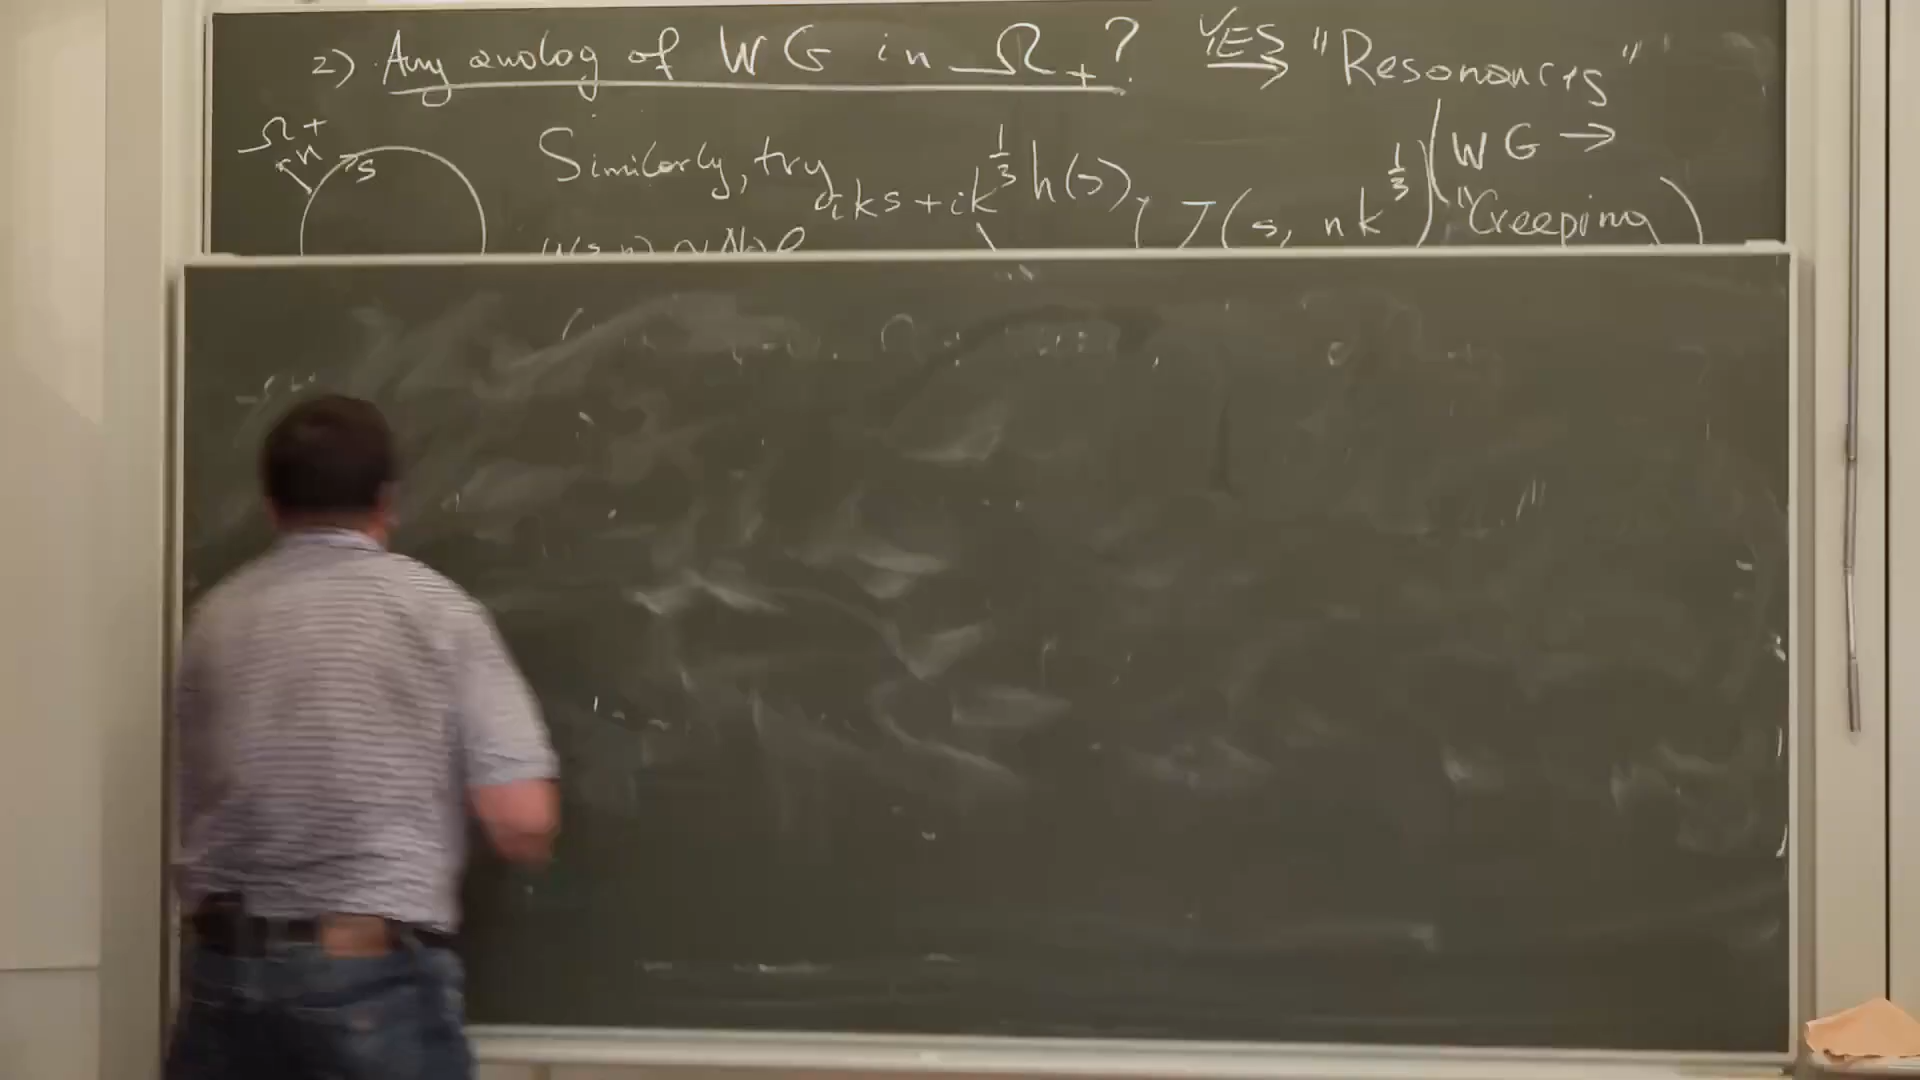 2) Any analog of WG in Ω₊? YES ⟹ "Resonances"
Ω+
n
s
Similarly, try
(WG →
"Creeping)
iks+ik^{1/3}h(s)
(s, nk^{1/3})